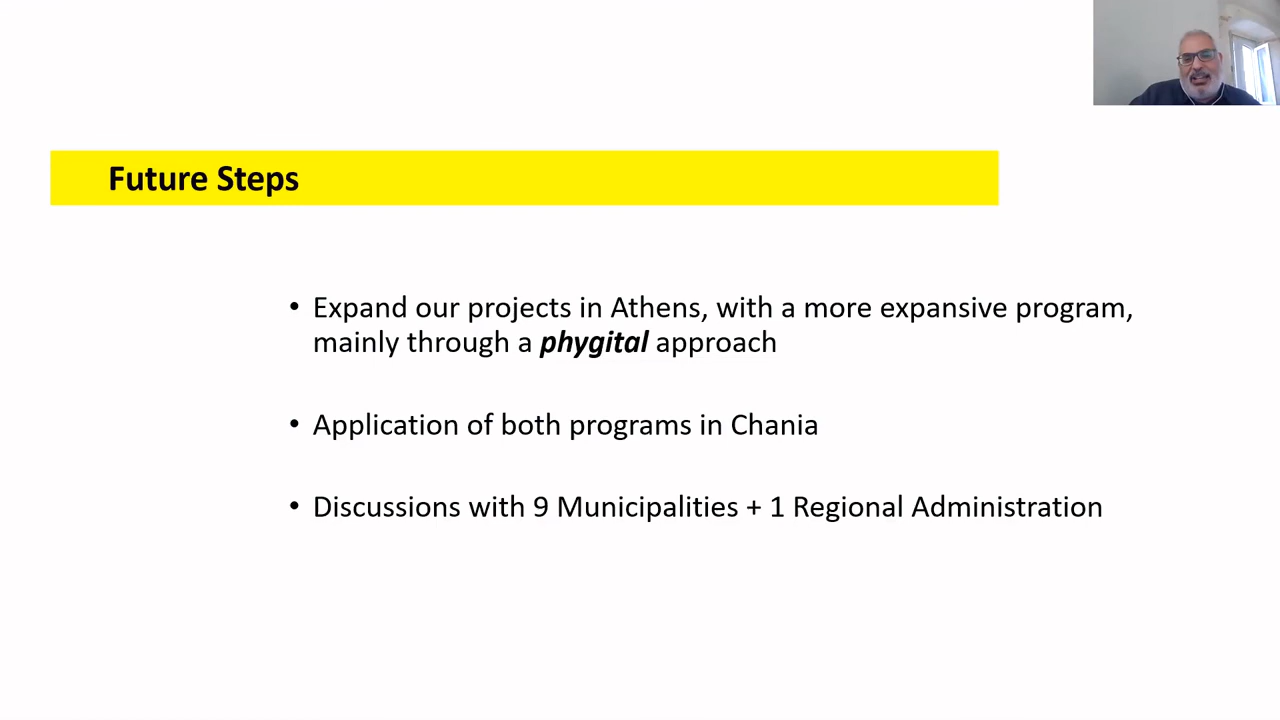 Future Steps
• Expand our projects in Athens, with a more expansive program,
mainly through a phygital approach
• Application of both programs in Chania
• Discussions with 9 Municipalities + 1 Regional Administration